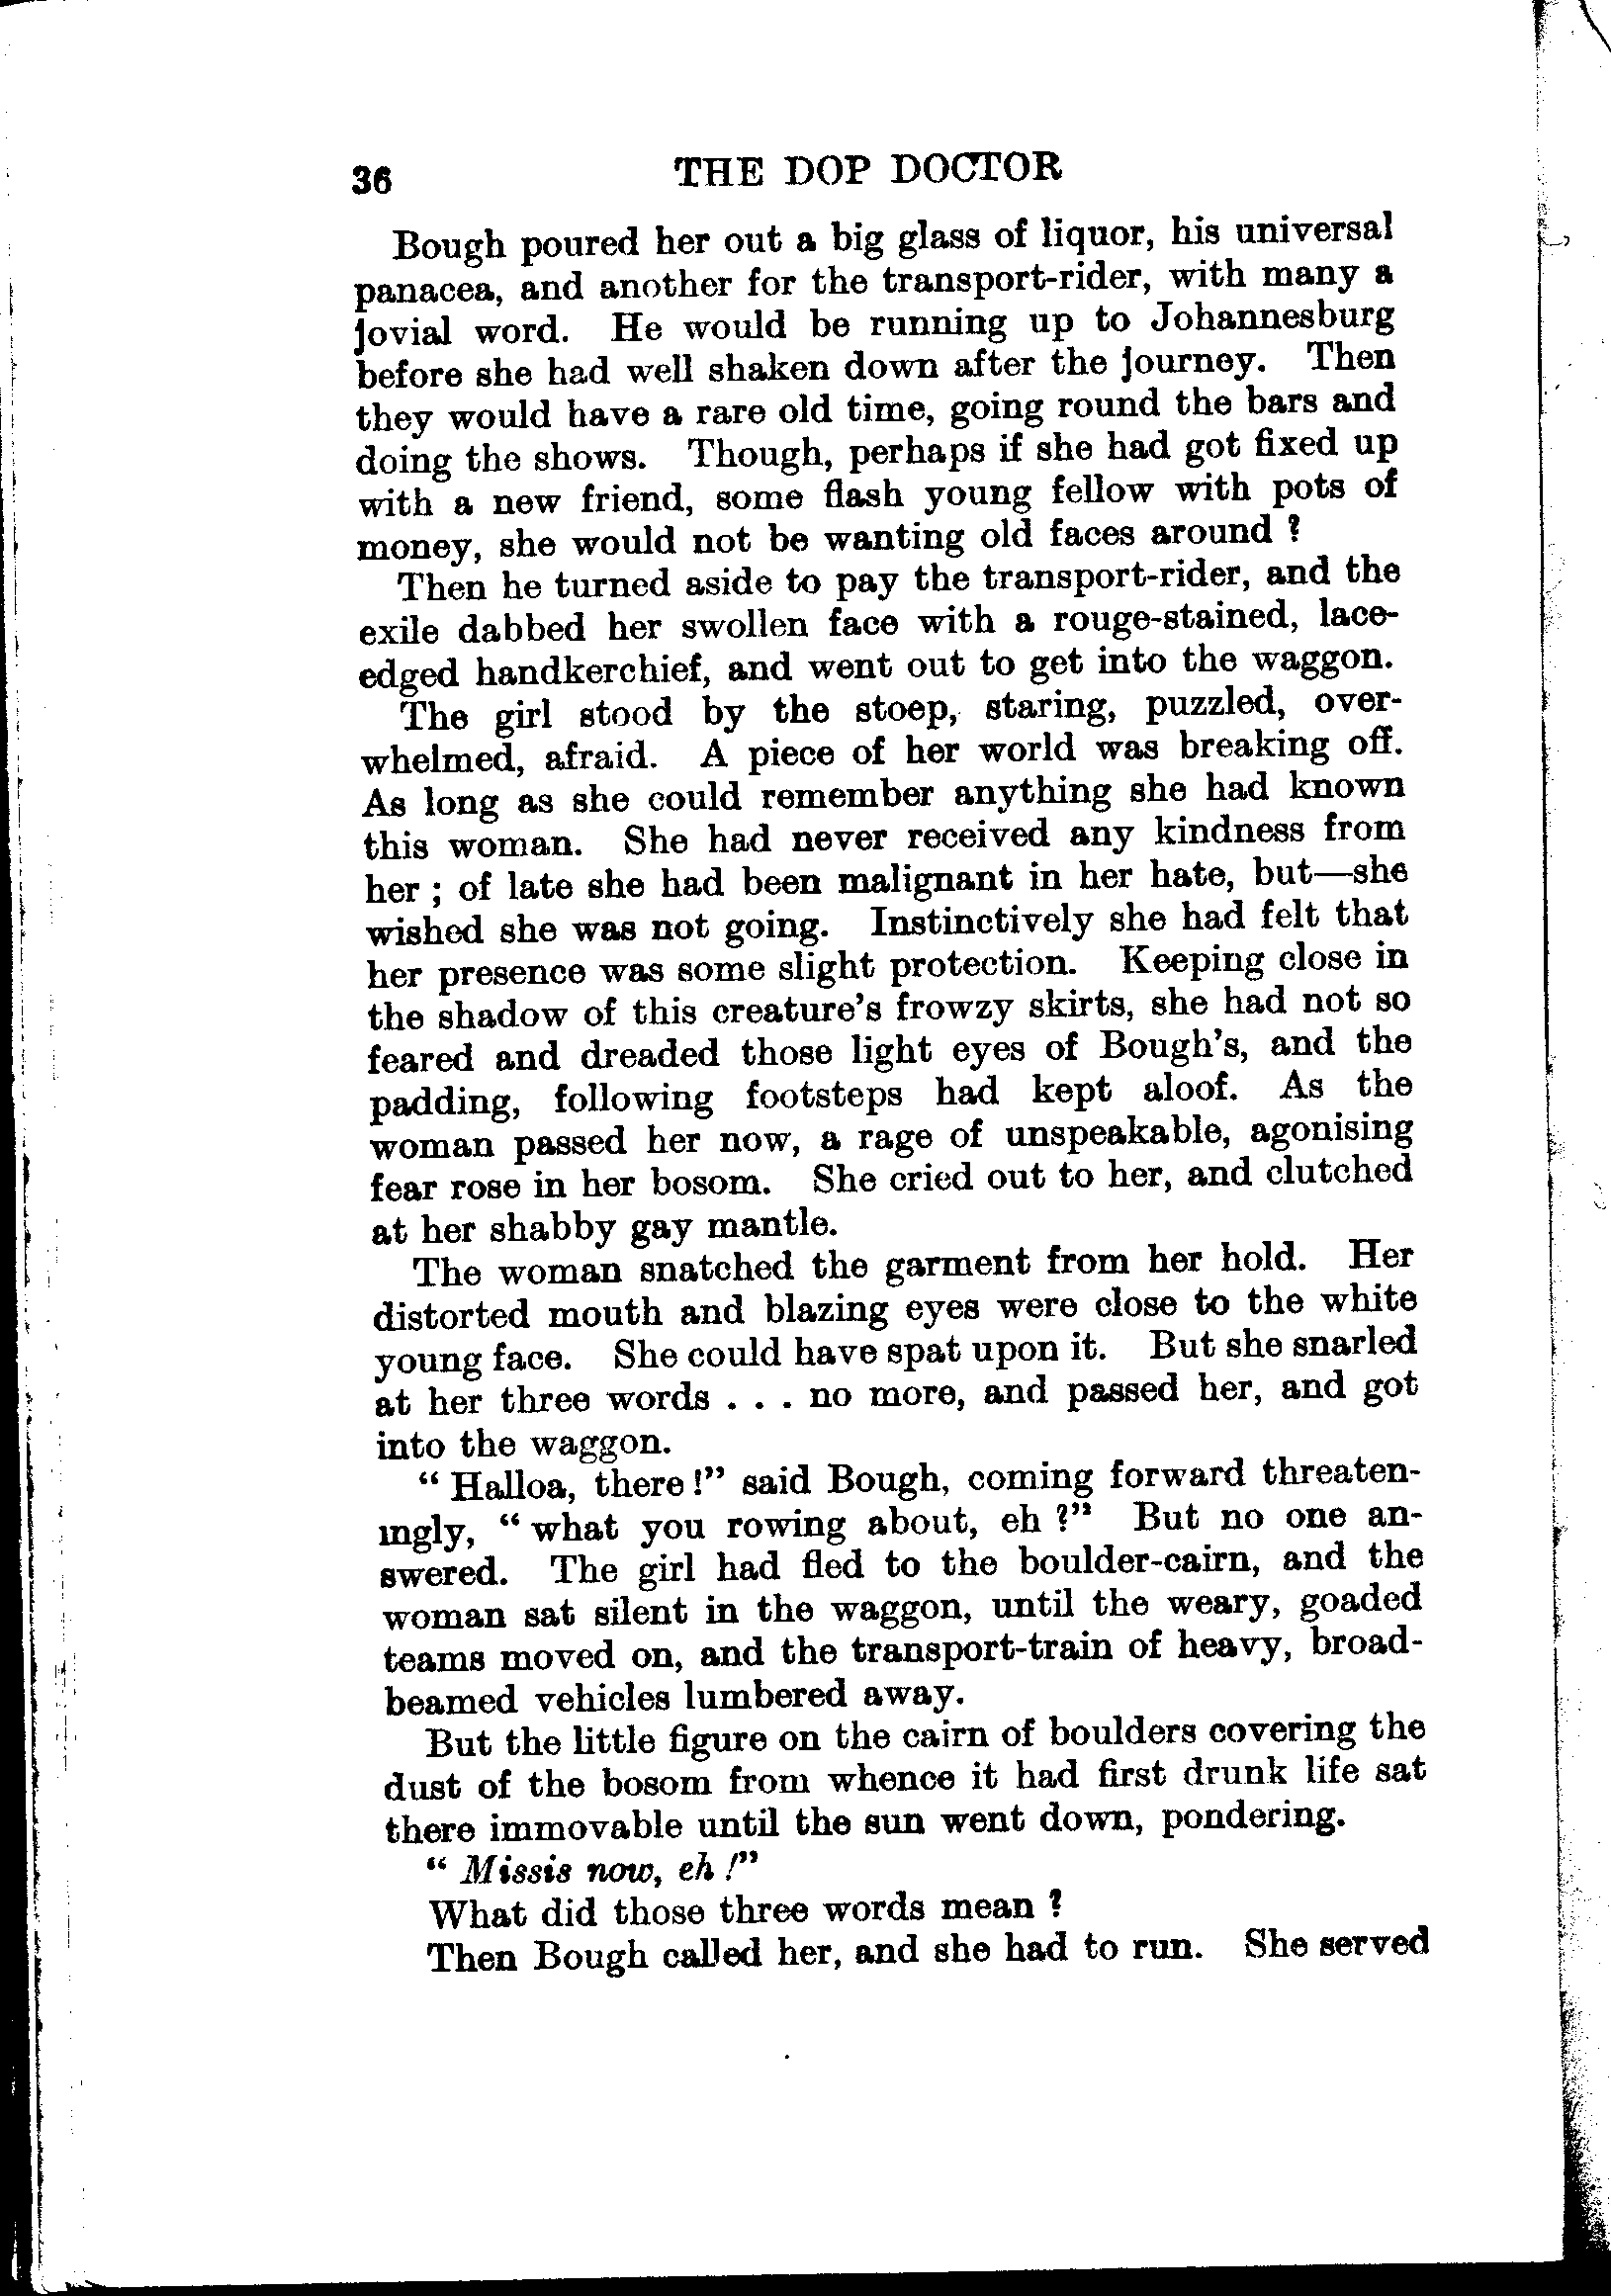 36 THE DOP DOCTOR
Bough poured her out a big glass of liquor, his universal
panacea, and another for the transport-rider, with many a
jovial word. He would be running up to Johannesburg
before she had well shaken down after the journey. Then
they would have a rare old time, going round the bars and
doing the shows. Though, perhaps if she had got fixed up
with a new friend, some flash young fellow with pots of
money, she would not be wanting old faces around ?
Then he turned aside to pay the transport-rider, and the
exile dabbed her swollen face with a rouge-stained, lace-
edged handkerchief, and went out to get into the waggon.
The girl stood by the stoep, staring, puzzled, over-
whelmed, afraid. A piece of her world was breaking off.
As long as she could remember anything she had known
this woman. She had never received any kindness from
her ; of late she had been malignant in her hate, but—she
wished she was not going. Instinctively she had felt that
her presence was some slight protection. Keeping close in
the shadow of this creature's frowzy skirts, she had not so
feared and dreaded those light eyes of Bough's, and the
padding, following footsteps had kept aloof. As the
woman passed her now, a rage of unspeakable, agonising
fear rose in her bosom. She cried out to her, and clutched
at her shabby gay mantle.
The woman snatched the garment from her hold. Her
distorted mouth and blazing eyes were close to the white
young face. She could have spat upon it. But she snarled
at her three words . . . no more, and passed her, and got
into the waggon.
“ Halloa, there !” said Bough, coming forward threaten-
ingly, “ what you rowing about, eh ?” But no one an-
swered. The girl had fled to the boulder-cairn, and the
woman sat silent in the waggon, until the weary, goaded
teams moved on, and the transport-train of heavy, broad-
beamed vehicles lumbered away.
But the little figure on the cairn of boulders covering the
dust of the bosom from whence it had first drunk life sat
there immovable until the sun went down, pondering.
“ Missis now, eh !”
What did those three words mean ?
Then Bough called her, and she had to run. She served